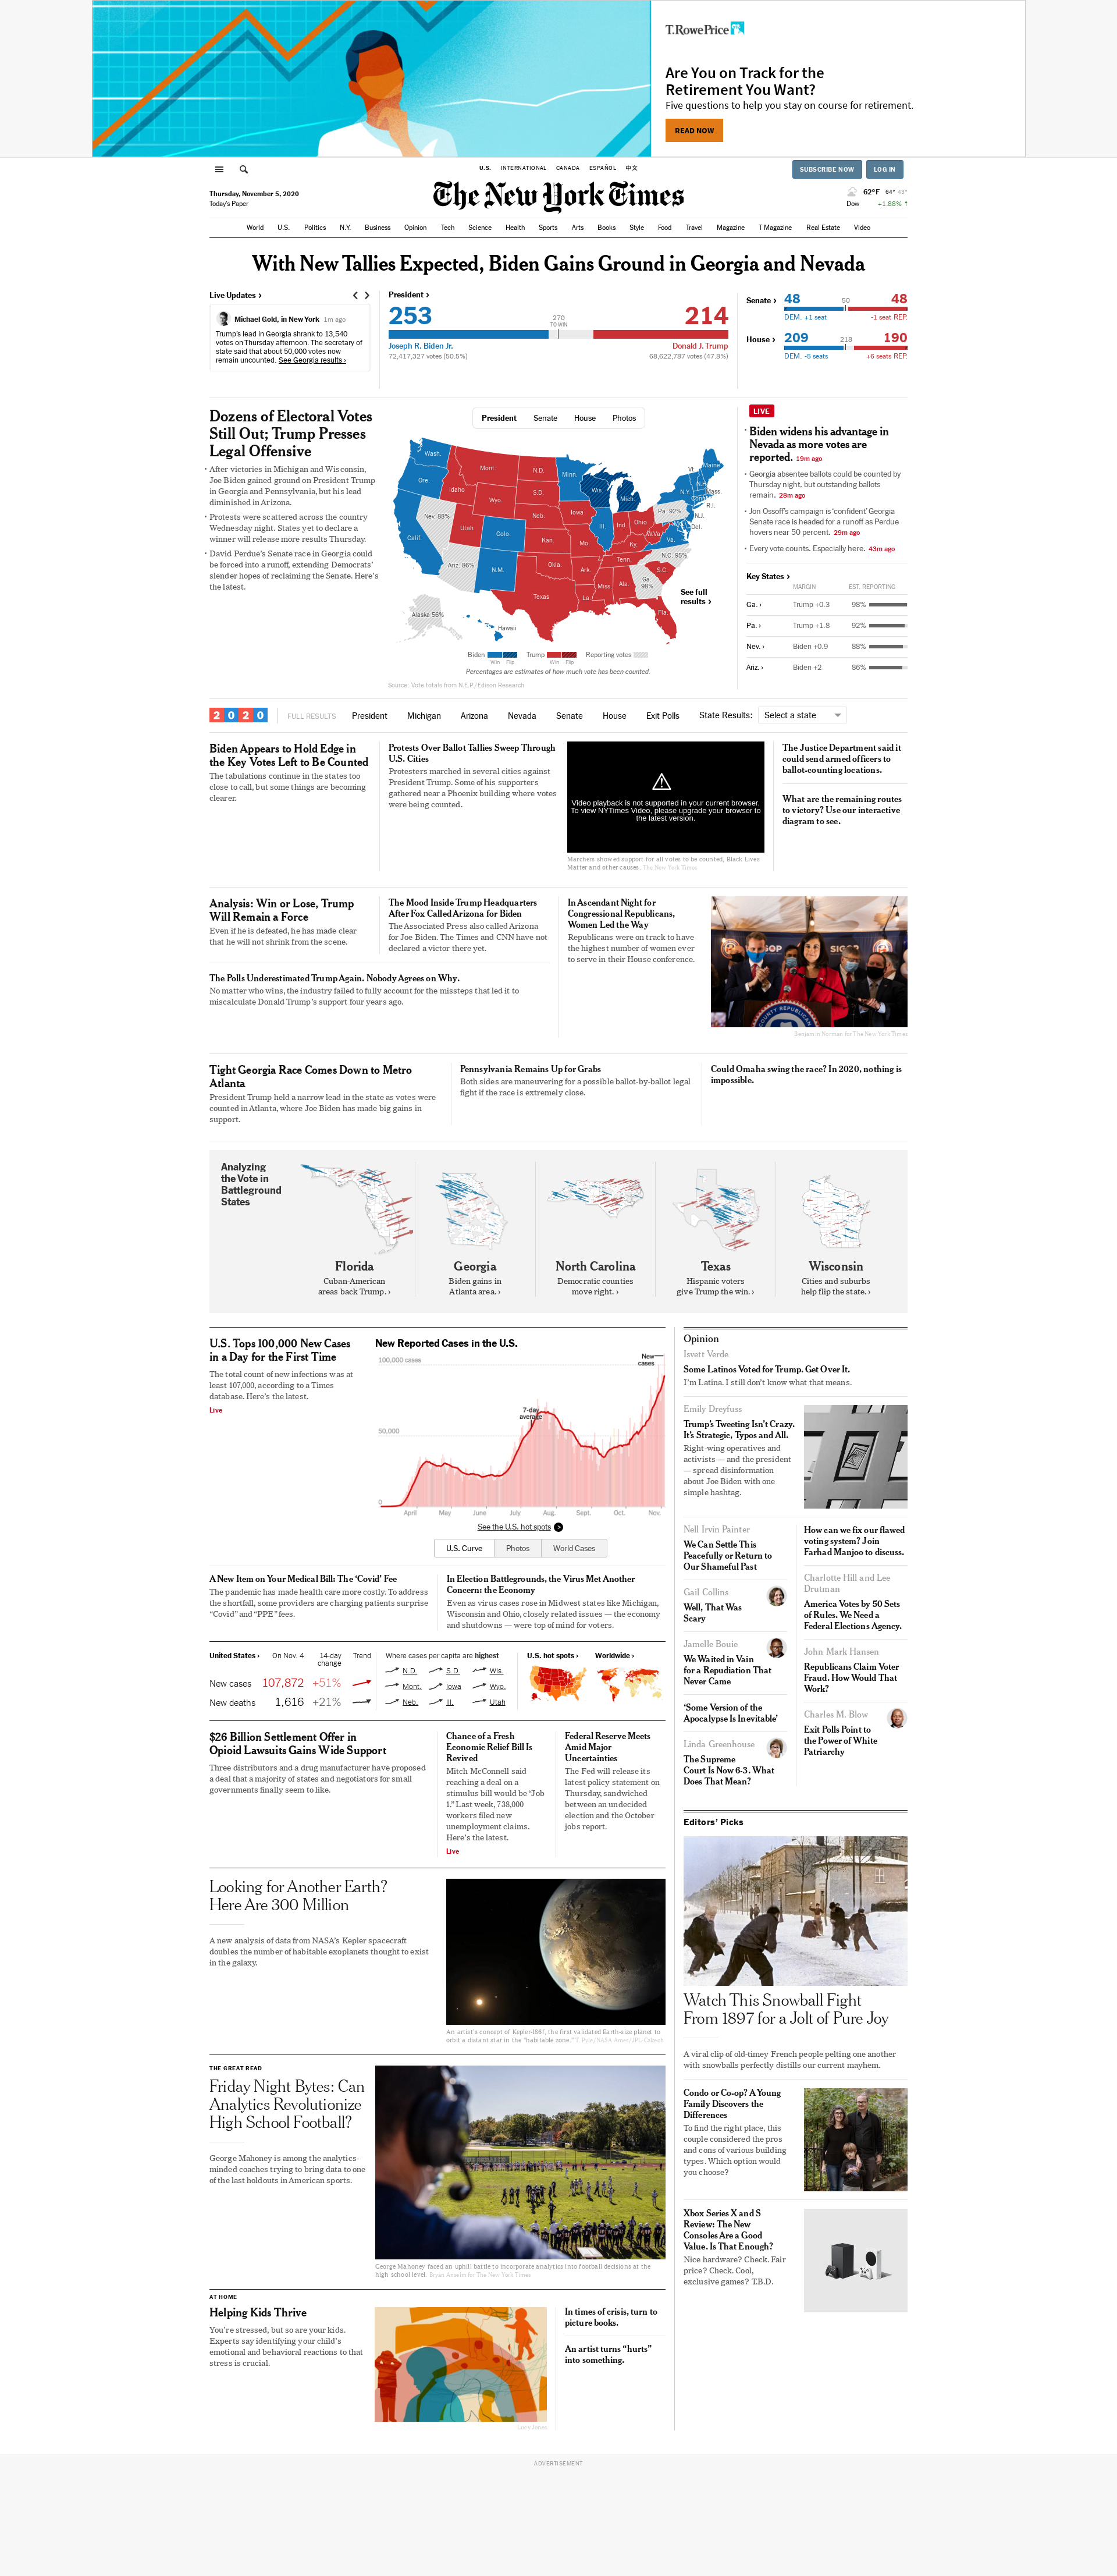 T.RowePrice
Are You on Track for the
Retirement You Want?
Five questions to help you stay on course for retirement.
READ NOW
U.S. INTERNATIONAL CANADA ESPAÑOL 中文
SUBSCRIBE NOW LOG IN
Thursday, November 5, 2020
Today's Paper
The New York Times
62°F 64° 43°
Dow +1.88% ↑
World U.S. Politics N.Y. Business Opinion Tech Science Health Sports Arts Books Style Food Travel Magazine T Magazine Real Estate Video
With New Tallies Expected, Biden Gains Ground in Georgia and Nevada
Live Updates ›
Michael Gold, in New York 1m ago
Trump's lead in Georgia shrank to 13,540
votes on Thursday afternoon. The secretary of
state said that about 50,000 votes now
remain uncounted. See Georgia results ›
President ›
253
270
TO WIN
214
Joseph R. Biden Jr.
Donald J. Trump
72,417,327 votes (50.5%)
68,622,787 votes (47.8%)
Senate ›
48 50 48
DEM. +1 seat -1 seat REP.
House ›
209 218 190
DEM. -5 seats +6 seats REP.
Dozens of Electoral Votes
Still Out; Trump Presses
Legal Offensive
• After victories in Michigan and Wisconsin,
Joe Biden gained ground on President Trump
in Georgia and Pennsylvania, but his lead
diminished in Arizona.
• Protests were scattered across the country
Wednesday night. States yet to declare a
winner will release more results Thursday.
• David Perdue's Senate race in Georgia could
be forced into a runoff, extending Democrats'
slender hopes of reclaiming the Senate. Here's
the latest.
President Senate House Photos
Wash.
Ore.
Calif.
Nev. 88%
Idaho
Mont.
Wyo.
Utah
Ariz. 86%
Colo.
N.M.
N.D.
S.D.
Neb.
Kan.
Okla.
Texas
Minn.
Iowa
Mo.
Ark.
La.
Wis.
Ill.
Mich.
Ind.
Ohio
Ky.
Tenn.
Miss.
Ala.
Ga.
98%
Fla.
S.C.
N.C. 95%
Va.
W.Va.
Pa. 92%
N.Y.
Vt.
N.H.
Maine
Mass.
R.I.
N.J.
Del.
Alaska 56%
Hawaii
See full
results ›
Biden Trump Reporting votes
Win Flip Win Flip
Percentages are estimates of how much vote has been counted.
Source: Vote totals from N.E.P./Edison Research
LIVE
• Biden widens his advantage in
Nevada as more votes are
reported. 19m ago
• Georgia absentee ballots could be counted by
Thursday night, but outstanding ballots
remain. 28m ago
• Jon Ossoff's campaign is 'confident' Georgia
Senate race is headed for a runoff as Perdue
hovers near 50 percent. 29m ago
• Every vote counts. Especially here. 43m ago
Key States ›
MARGIN EST. REPORTING
Ga. › Trump +0.3 98%
Pa. › Trump +1.8 92%
Nev. › Biden +0.9 88%
Ariz. › Biden +2 86%
2020 FULL RESULTS President Michigan Arizona Nevada Senate House Exit Polls State Results: Select a state
Biden Appears to Hold Edge in
the Key Votes Left to Be Counted
The tabulations continue in the states too
close to call, but some things are becoming
clearer.
Protests Over Ballot Tallies Sweep Through
U.S. Cities
Protesters marched in several cities against
President Trump. Some of his supporters
gathered near a Phoenix building where votes
were being counted.
Video playback is not supported in your current browser.
To view NYTimes Video, please upgrade your browser to
the latest version.
Marchers showed support for all votes to be counted, Black Lives
Matter and other causes. The New York Times
The Justice Department said it
could send armed officers to
ballot-counting locations.
What are the remaining routes
to victory? Use our interactive
diagram to see.
Analysis: Win or Lose, Trump
Will Remain a Force
Even if he is defeated, he has made clear
that he will not shrink from the scene.
The Mood Inside Trump Headquarters
After Fox Called Arizona for Biden
The Associated Press also called Arizona
for Joe Biden. The Times and CNN have not
declared a victor there yet.
The Polls Underestimated Trump Again. Nobody Agrees on Why.
No matter who wins, the industry failed to fully account for the missteps that led it to
miscalculate Donald Trump's support four years ago.
In Ascendant Night for
Congressional Republicans,
Women Led the Way
Republicans were on track to have
the highest number of women ever
to serve in their House conference.
Benjamin Norman for The New York Times
Tight Georgia Race Comes Down to Metro
Atlanta
President Trump held a narrow lead in the state as votes were
counted in Atlanta, where Joe Biden has made big gains in
support.
Pennsylvania Remains Up for Grabs
Both sides are maneuvering for a possible ballot-by-ballot legal
fight if the race is extremely close.
Could Omaha swing the race? In 2020, nothing is
impossible.
Analyzing
the Vote in
Battleground
States
Florida
Cuban-American
areas back Trump. ›
Georgia
Biden gains in
Atlanta area. ›
North Carolina
Democratic counties
move right. ›
Texas
Hispanic voters
give Trump the win. ›
Wisconsin
Cities and suburbs
help flip the state. ›
U.S. Tops 100,000 New Cases
in a Day for the First Time
The total count of new infections was at
least 107,000, according to a Times
database. Here's the latest.
Live
New Reported Cases in the U.S.
100,000 cases
New
cases
7-day
average
50,000
0
April May June July Aug. Sept. Oct. Nov.
See the U.S. hot spots
U.S. Curve Photos World Cases
A New Item on Your Medical Bill: The 'Covid' Fee
The pandemic has made health care more costly. To address
the shortfall, some providers are charging patients surprise
“Covid” and “PPE” fees.
In Election Battlegrounds, the Virus Met Another
Concern: the Economy
Even as virus cases rose in Midwest states like Michigan,
Wisconsin and Ohio, closely related issues — the economy
and shutdowns — were top of mind for voters.
United States › On Nov. 4 14-day
change Trend
New cases 107,872 +51%
New deaths 1,616 +21%
Where cases per capita are highest
N.D. S.D. Wis.
Mont. Iowa Wyo.
Neb. Ill. Utah
U.S. hot spots › Worldwide ›
$26 Billion Settlement Offer in
Opioid Lawsuits Gains Wide Support
Three distributors and a drug manufacturer have proposed
a deal that a majority of states and negotiators for small
governments finally seem to like.
Chance of a Fresh
Economic Relief Bill Is
Revived
Mitch McConnell said
reaching a deal on a
stimulus bill would be “Job
1.” Last week, 738,000
workers filed new
unemployment claims.
Here's the latest.
Live
Federal Reserve Meets
Amid Major
Uncertainties
The Fed will release its
latest policy statement on
Thursday, sandwiched
between an undecided
election and the October
jobs report.
Looking for Another Earth?
Here Are 300 Million
A new analysis of data from NASA's Kepler spacecraft
doubles the number of habitable exoplanets thought to exist
in the galaxy.
An artist's concept of Kepler-186f, the first validated Earth-size planet to
orbit a distant star in the “habitable zone.” T. Pyle/NASA Ames/JPL-Caltech
THE GREAT READ
Friday Night Bytes: Can
Analytics Revolutionize
High School Football?
George Mahoney is among the analytics-
minded coaches trying to bring data to one
of the last holdouts in American sports.
George Mahoney faced an uphill battle to incorporate analytics into football decisions at the
high school level. Bryan Anselm for The New York Times
AT HOME
Helping Kids Thrive
You're stressed, but so are your kids.
Experts say identifying your child's
emotional and behavioral reactions to that
stress is crucial.
Lucy Jones
In times of crisis, turn to
picture books.
An artist turns “hurts”
into something.
Opinion
Isvett Verde
Some Latinos Voted for Trump. Get Over It.
I'm Latina. I still don't know what that means.
Emily Dreyfuss
Trump's Tweeting Isn't Crazy.
It's Strategic, Typos and All.
Right-wing operatives and
activists — and the president
— spread disinformation
about Joe Biden with one
simple hashtag.
Nell Irvin Painter
We Can Settle This
Peacefully or Return to
Our Shameful Past
Gail Collins
Well, That Was
Scary
Jamelle Bouie
We Waited in Vain
for a Repudiation That
Never Came
'Some Version of the
Apocalypse Is Inevitable'
Linda Greenhouse
The Supreme
Court Is Now 6-3. What
Does That Mean?
How can we fix our flawed
voting system? Join
Farhad Manjoo to discuss.
Charlotte Hill and Lee
Drutman
America Votes by 50 Sets
of Rules. We Need a
Federal Elections Agency.
John Mark Hansen
Republicans Claim Voter
Fraud. How Would That
Work?
Charles M. Blow
Exit Polls Point to
the Power of White
Patriarchy
Editors' Picks
Watch This Snowball Fight
From 1897 for a Jolt of Pure Joy
A viral clip of old-timey French people pelting one another
with snowballs perfectly distills our current mayhem.
Condo or Co-op? A Young
Family Discovers the
Differences
To find the right place, this
couple considered the pros
and cons of various building
types. Which option would
you choose?
Xbox Series X and S
Review: The New
Consoles Are a Good
Value. Is That Enough?
Nice hardware? Check. Fair
price? Check. Cool,
exclusive games? T.B.D.
ADVERTISEMENT